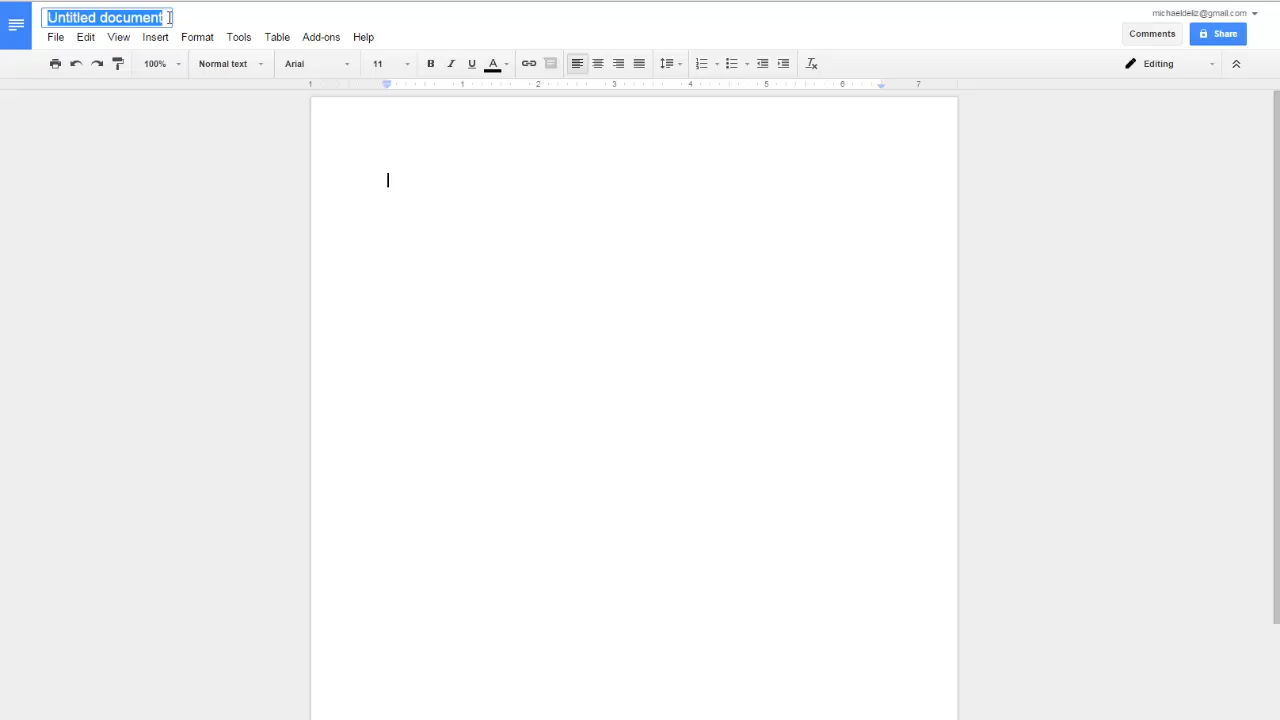 Untitled document
michaeldeliz@gmail.com
File Edit View Insert Format Tools Table Add-ons Help
Comments Share
100% Normal text Arial 11 B I U A Editing
1 1 2 3 4 5 6 7